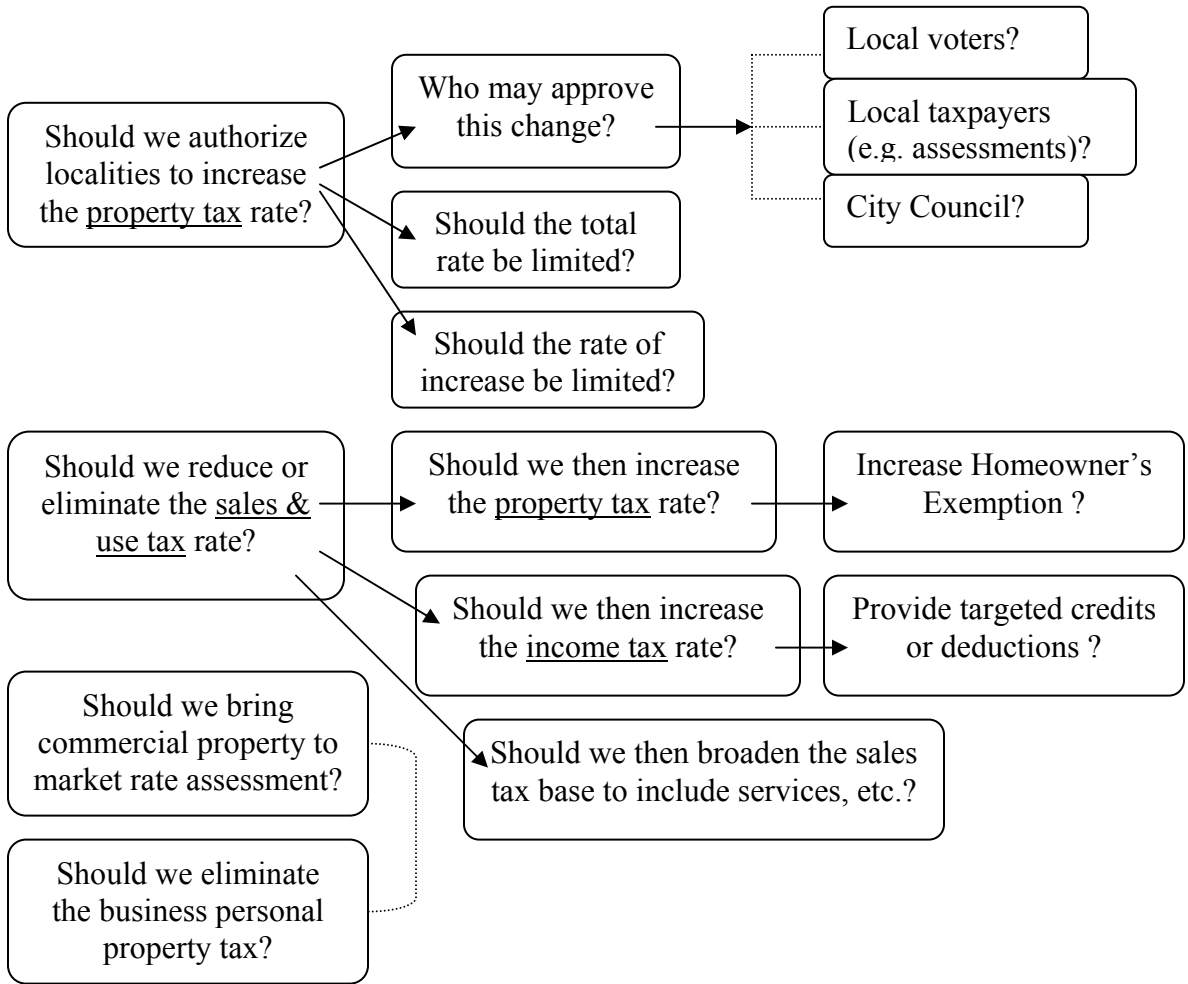 Should we authorize
localities to increase
the property tax rate?
Who may approve
this change?
Local voters?
Local taxpayers
(e.g. assessments)?
City Council?
Should the total
rate be limited?
Should the rate of
increase be limited?
Should we reduce or
eliminate the sales &
use tax rate?
Should we then increase
the property tax rate?
Increase Homeowner’s
Exemption ?
Should we then increase
the income tax rate?
Provide targeted credits
or deductions ?
Should we then broaden the sales
tax base to include services, etc.?
Should we bring
commercial property to
market rate assessment?
Should we eliminate
the business personal
property tax?